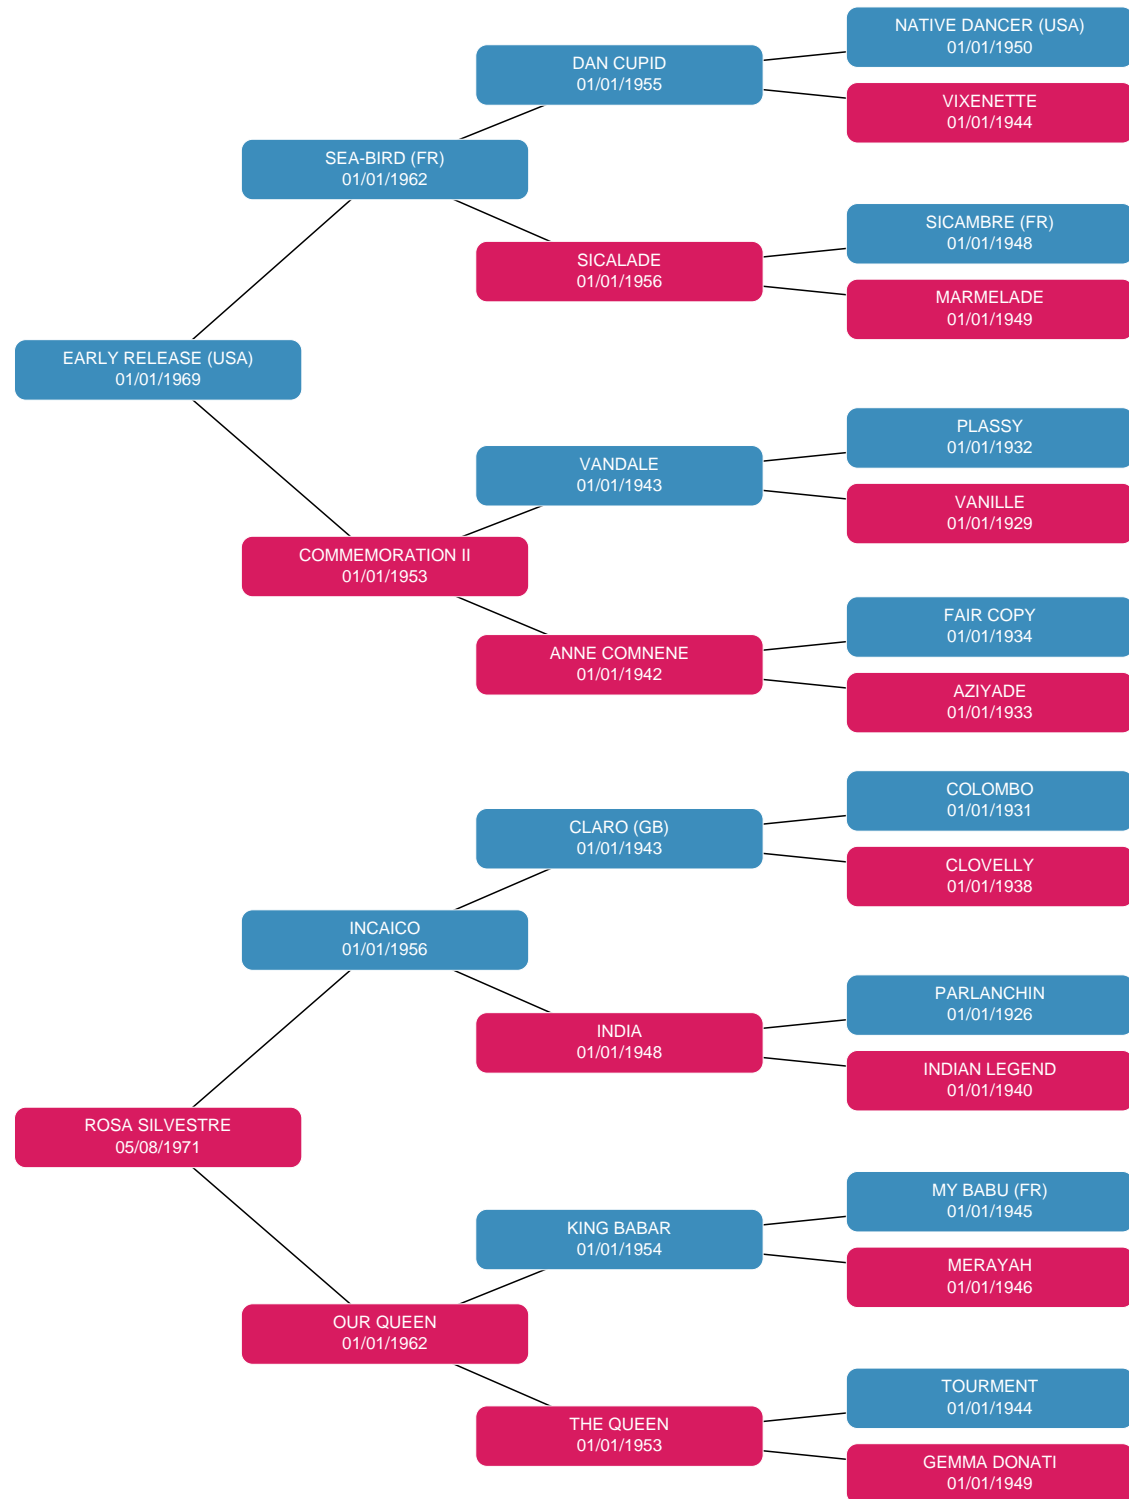 NATIVE DANCER (USA)
01/01/1950
DAN CUPID
01/01/1955
VIXENETTE
01/01/1944
SEA-BIRD (FR)
01/01/1962
SICAMBRE (FR)
01/01/1948
SICALADE
01/01/1956
MARMELADE
01/01/1949
EARLY RELEASE (USA)
01/01/1969
PLASSY
01/01/1932
VANDALE
01/01/1943
VANILLE
01/01/1929
COMMEMORATION II
01/01/1953
FAIR COPY
01/01/1934
ANNE COMNENE
01/01/1942
AZIYADE
01/01/1933
COLOMBO
01/01/1931
CLARO (GB)
01/01/1943
CLOVELLY
01/01/1938
INCAICO
01/01/1956
PARLANCHIN
01/01/1926
INDIA
01/01/1948
INDIAN LEGEND
01/01/1940
ROSA SILVESTRE
05/08/1971
MY BABU (FR)
01/01/1945
KING BABAR
01/01/1954
MERAYAH
01/01/1946
OUR QUEEN
01/01/1962
TOURMENT
01/01/1944
THE QUEEN
01/01/1953
GEMMA DONATI
01/01/1949